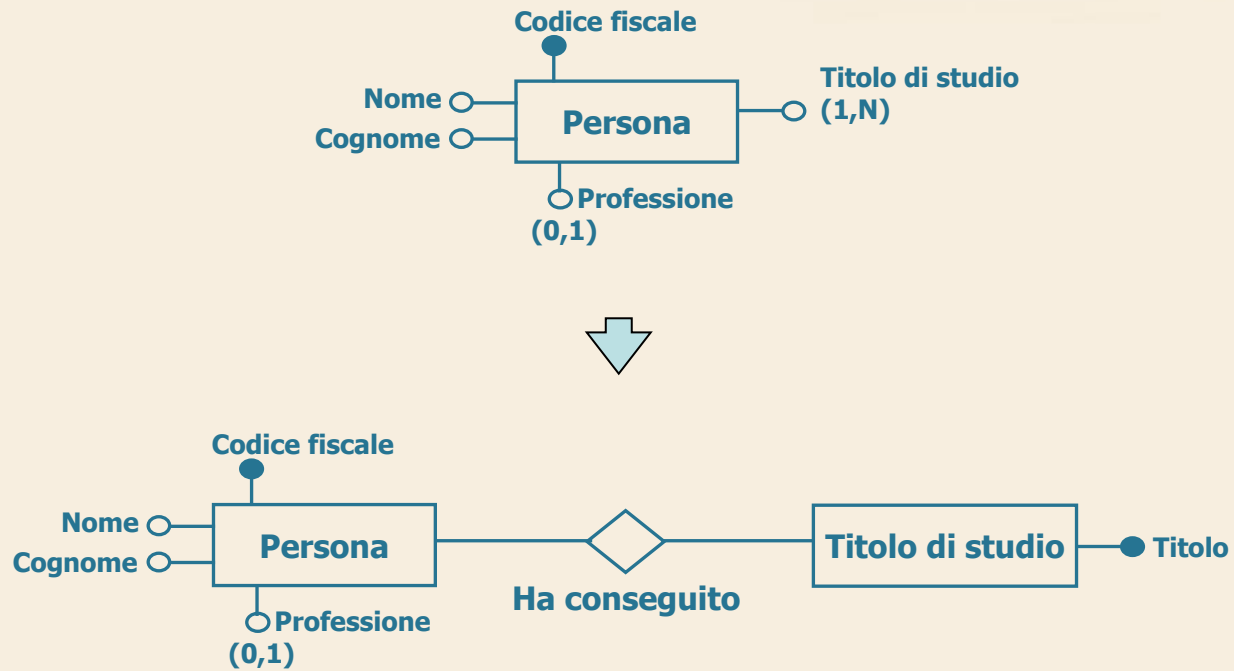 Codice fiscale
Titolo di studio
Nome
(1,N)
Persona
Cognome
Professione
(0,1)
Codice fiscale
Nome
Persona
Titolo di studio
Titolo
Cognome
Ha conseguito
Professione
(0,1)